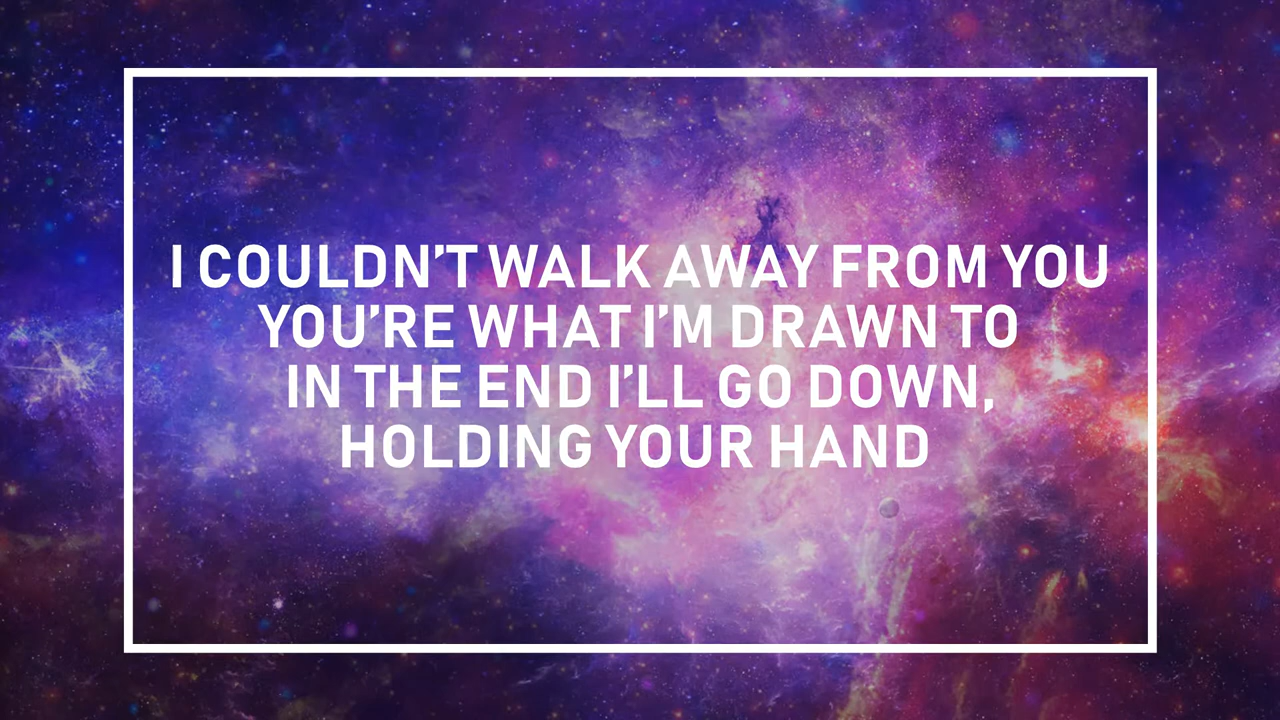 I COULDN'T WALK AWAY FROM YOU
YOU'RE WHAT I'M DRAWN TO
IN THE END I'LL GO DOWN,
HOLDING YOUR HAND